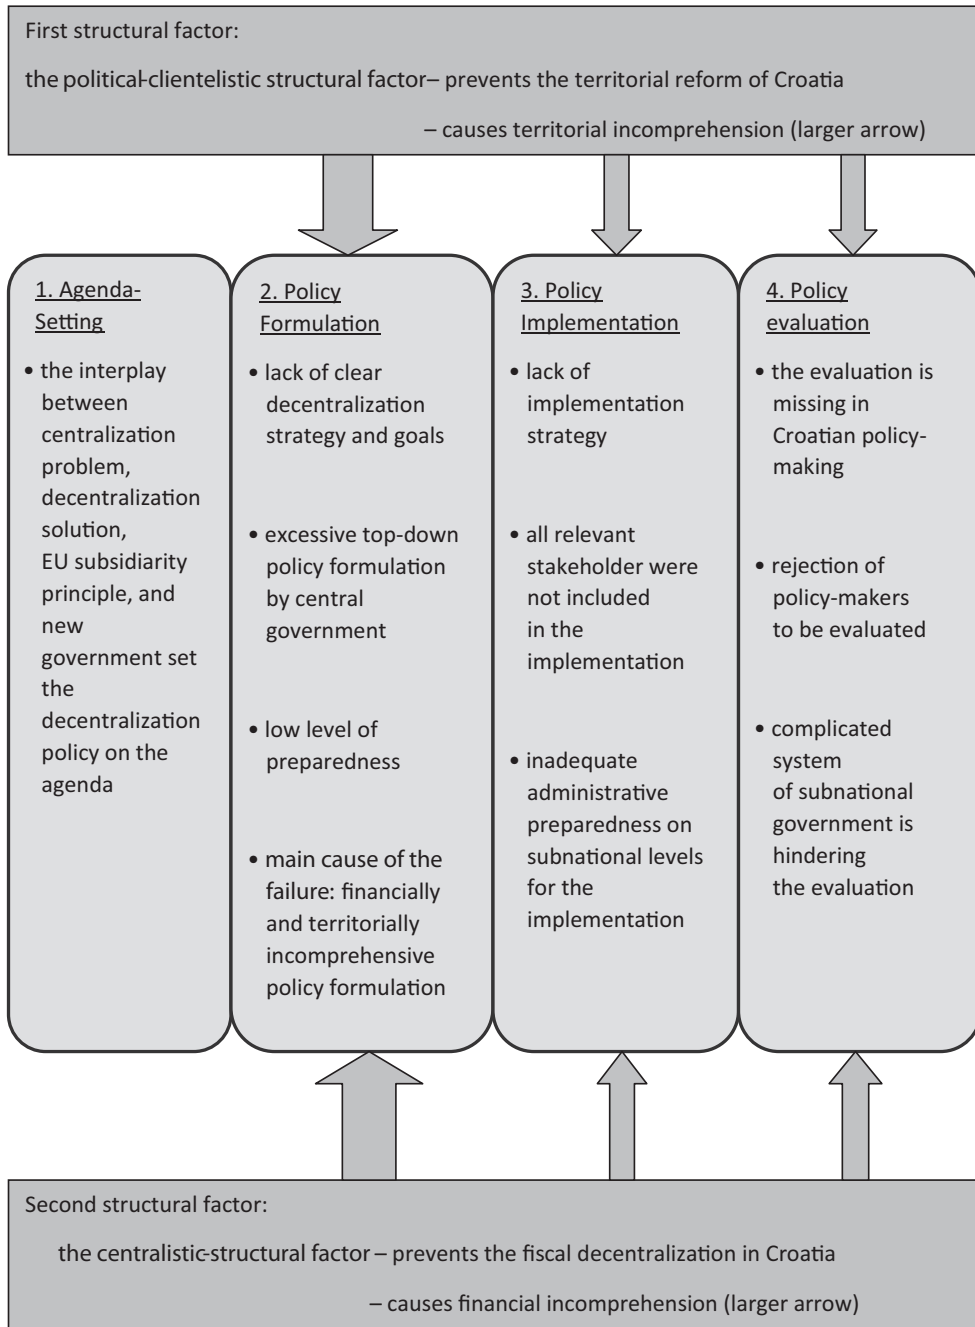 First structural factor:
the political-clientelistic structural factor– prevents the territorial reform of Croatia
– causes territorial incomprehension (larger arrow)
1. Agenda-
Setting
• the interplay
between
centralization
problem,
decentralization
solution,
EU subsidiarity
principle, and
new
government set
the
decentralization
policy on the
agenda
2. Policy
Formulation
• lack of clear
decentralization
strategy and goals
• excessive top-down
policy formulation
by central
government
• low level of
preparedness
• main cause of the
failure: financially
and territorially
incomprehensive
policy formulation
3. Policy
Implementation
• lack of
implementation
strategy
• all relevant
stakeholder were
not included
in the
implementation
• inadequate
administrative
preparedness on
subnational levels
for the
implementation
4. Policy
evaluation
• the evaluation is
missing in
Croatian policy-
making
• rejection of
policy-makers
to be evaluated
• complicated
system
of subnational
government is
hindering
the evaluation
Second structural factor:
the centralistic-structural factor – prevents the fiscal decentralization in Croatia
– causes financial incomprehension (larger arrow)